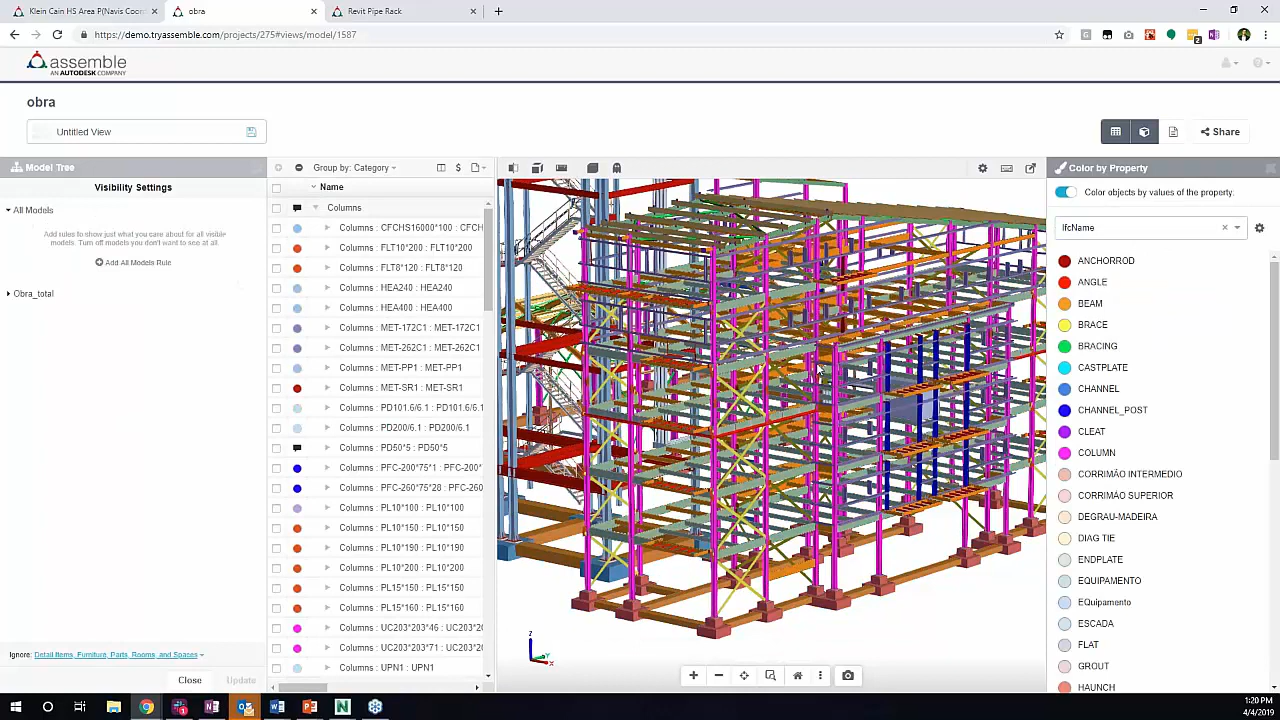 Klein Cain HS Area P(Navis Coor
obra
Revit Pipe Rack
https://demo.tryassemble.com/projects/275#views/model/1587
assemble
AN AUTODESK COMPANY
obra
Untitled View
Share
Model Tree
Visibility Settings
All Models
Add rules to show just what you care about for all visible
models. Turn off models you don't want to see at all.
Add All Models Rule
Obra_total
Ignore: Detail Items, Furniture, Parts, Rooms, and Spaces
Close
Update
Group by: Category
Name
Columns
Columns : CFCHS16000*100 : CFCH
Columns : FLT10*200 : FLT10*200
Columns : FLT8*120 : FLT8*120
Columns : HEA240 : HEA240
Columns : HEA400 : HEA400
Columns : MET-172C1 : MET-172C1
Columns : MET-262C1 : MET-262C1
Columns : MET-PP1 : MET-PP1
Columns : MET-SR1 : MET-SR1
Columns : PD101.6/6.1 : PD101.6/6.1
Columns : PD200/6.1 : PD200/6.1
Columns : PD50*5 : PD50*5
Columns : PFC-200*75*1 : PFC-200*
Columns : PFC-260*75*28 : PFC-260
Columns : PL10*100 : PL10*100
Columns : PL10*150 : PL10*150
Columns : PL10*190 : PL10*190
Columns : PL10*200 : PL10*200
Columns : PL15*150 : PL15*150
Columns : PL15*160 : PL15*160
Columns : UC203*203*46 : UC203*20
Columns : UC203*203*71 : UC203*20
Columns : UPN1 : UPN1
Z
Y
X
Color by Property
Color objects by values of the property.
IfcName
ANCHORROD
ANGLE
BEAM
BRACE
BRACING
CASTPLATE
CHANNEL
CHANNEL_POST
CLEAT
COLUMN
CORRIMÃO INTERMEDIO
CORRIMÃO SUPERIOR
DEGRAU-MADEIRA
DIAG TIE
ENDPLATE
EQUIPAMENTO
EQuipamento
ESCADA
FLAT
GROUT
HAUNCH
1:20 PM
4/4/2019